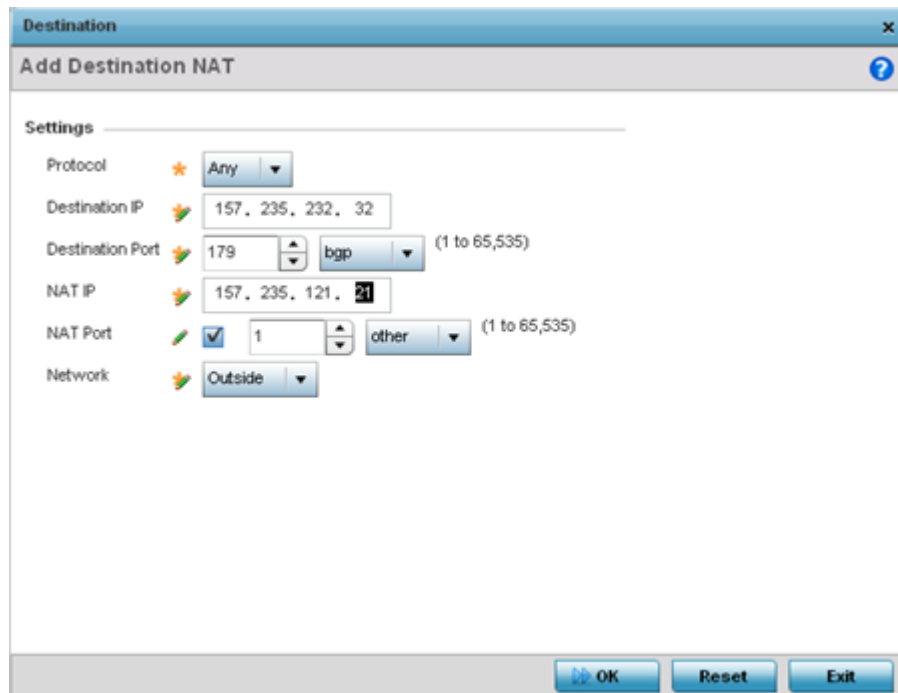 Destination x
Add Destination NAT ?
Settings
Protocol * Any
Destination IP 157. 235. 232. 32
Destination Port 179 bgp (1 to 65,535)
NAT IP 157. 235. 121. 21
NAT Port 1 other (1 to 65,535)
Network Outside
OK Reset Exit